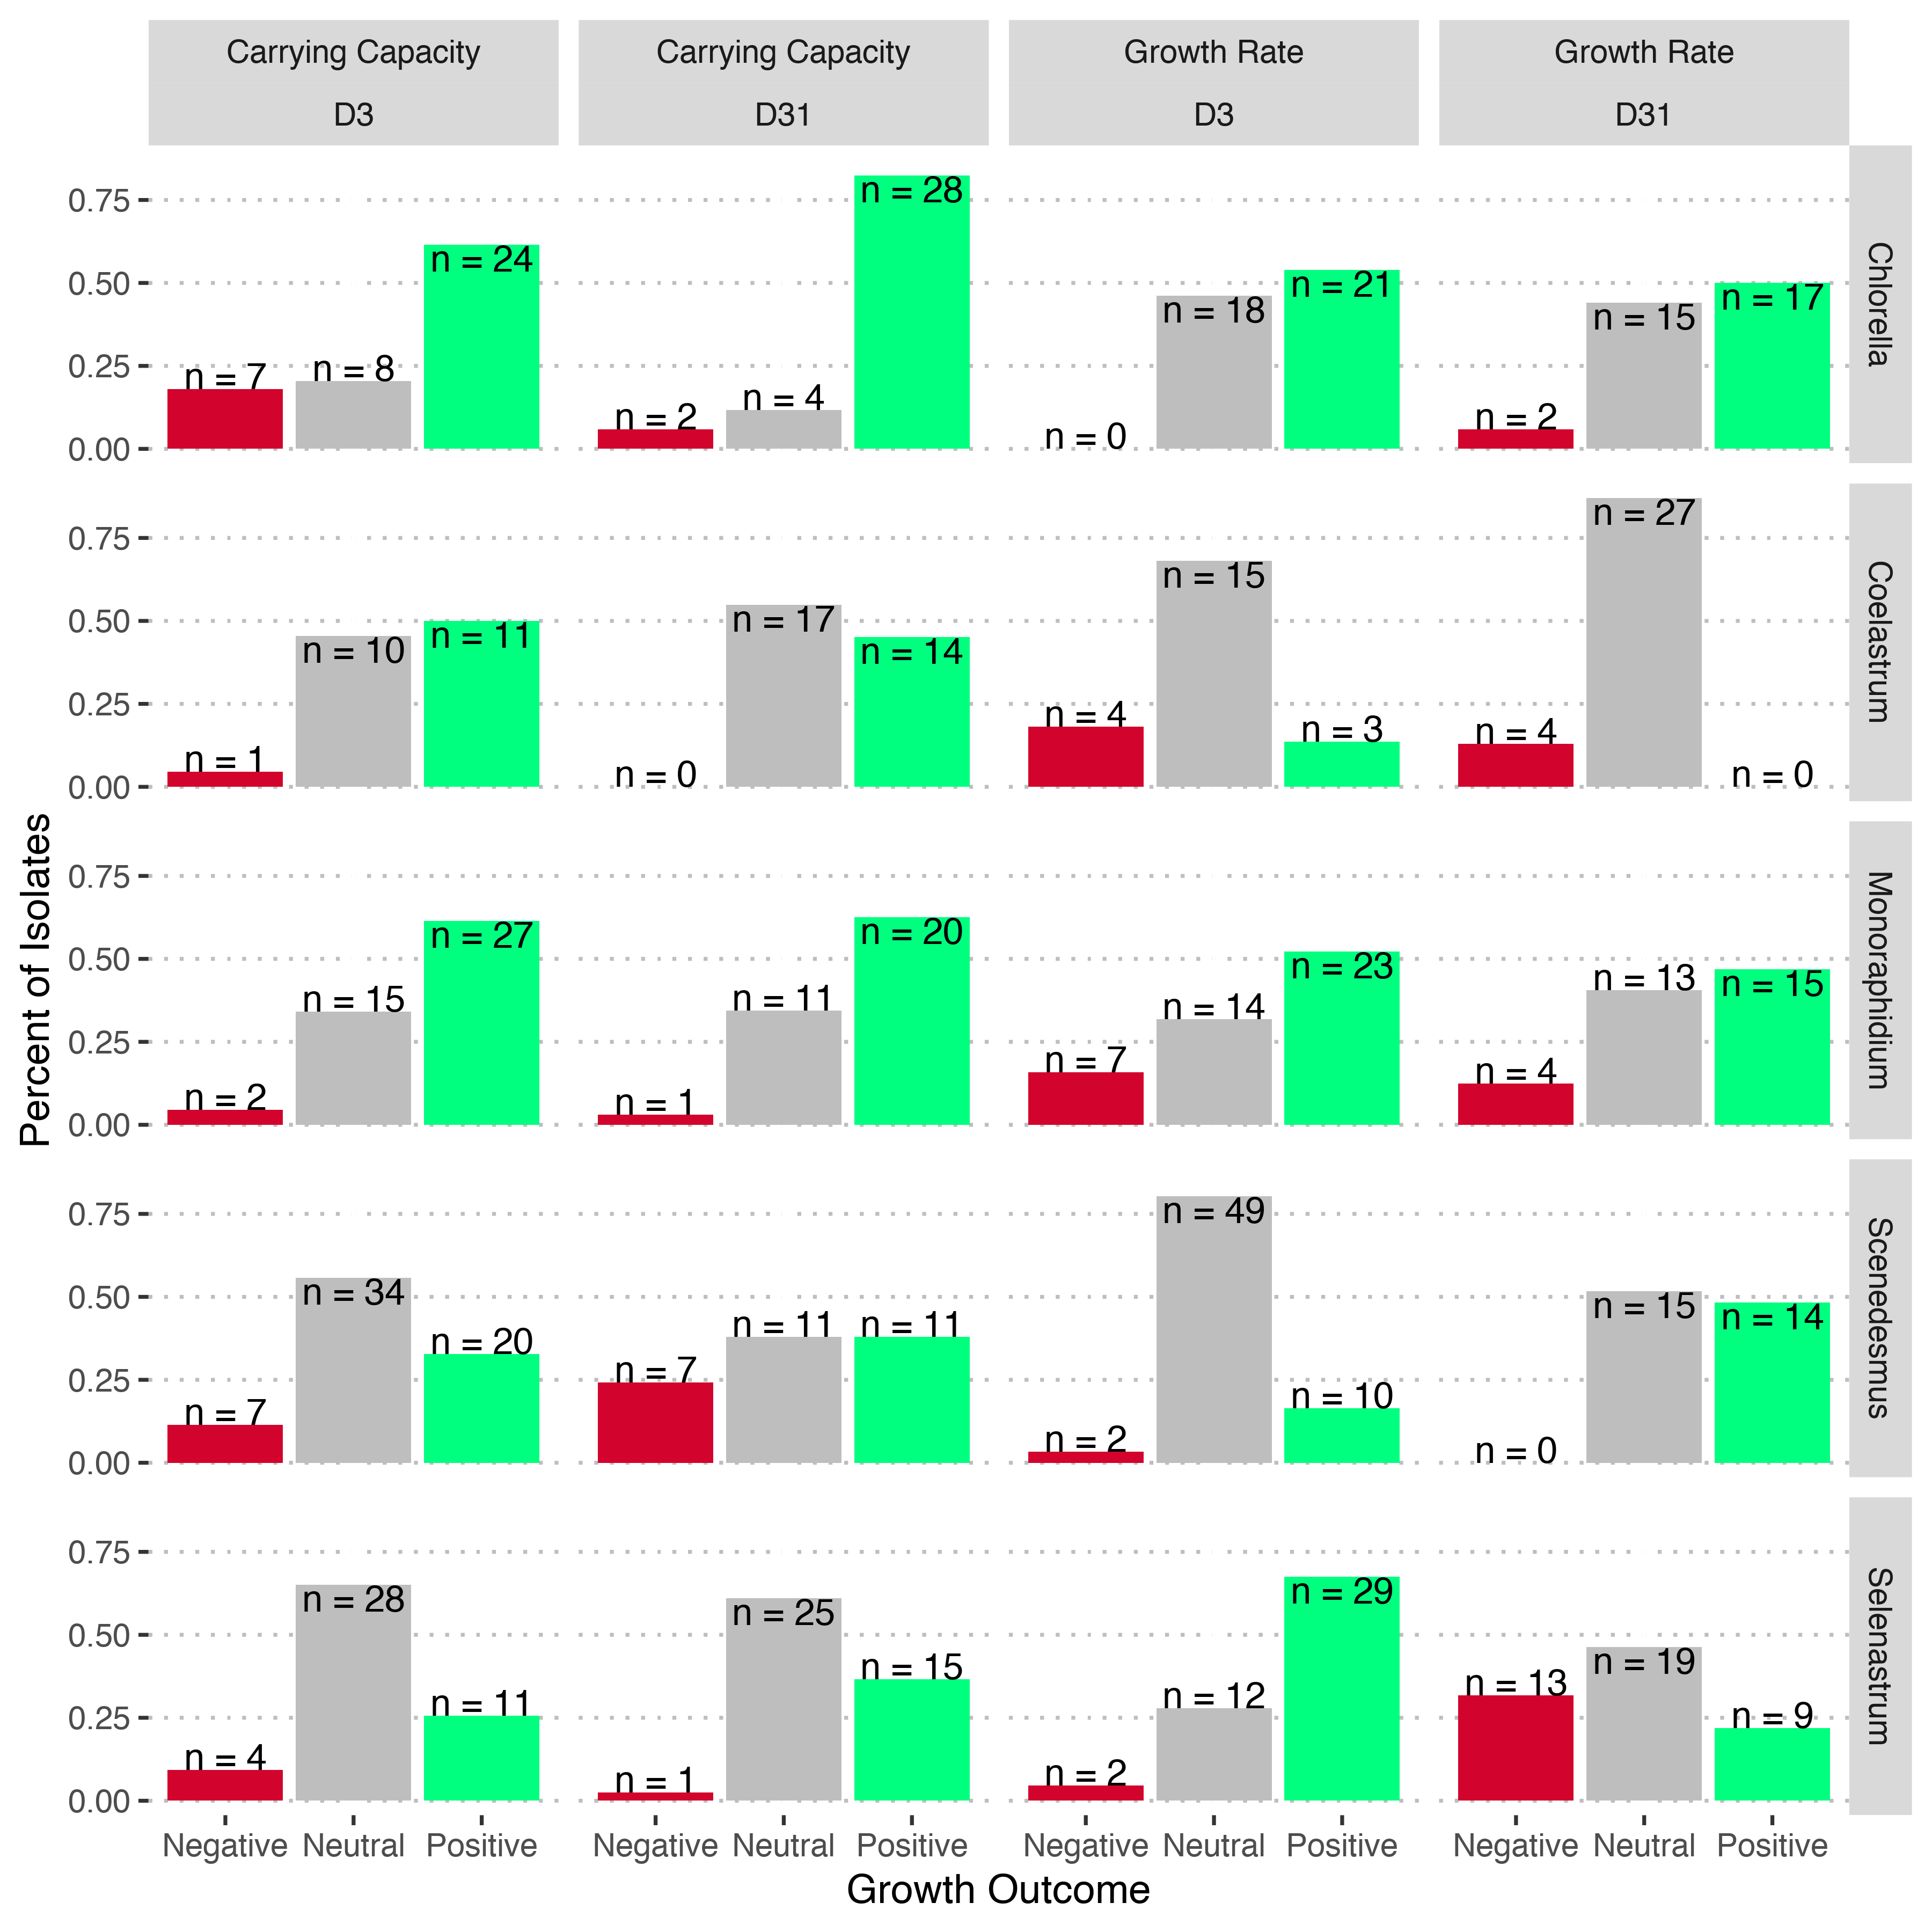 Carrying Capacity Carrying Capacity Growth Rate Growth Rate
D3 D31 D3 D31
0.75
0.50
0.25
0.00
n = 7 n = 8 n = 24
n = 2 n = 4 n = 28
n = 0 n = 18 n = 21
n = 2 n = 15 n = 17
Chlorella
0.75
0.50
0.25
0.00
n = 1 n = 10 n = 11
n = 0 n = 17 n = 14
n = 4 n = 15 n = 3
n = 4 n = 27 n = 0
Coelastrum
Percent of Isolates
0.75
0.50
0.25
0.00
n = 2 n = 15 n = 27
n = 1 n = 11 n = 20
n = 7 n = 14 n = 23
n = 4 n = 13 n = 15
Monoraphidium
0.75
0.50
0.25
0.00
n = 7 n = 34 n = 20
n = 7 n = 11 n = 11
n = 2 n = 49 n = 10
n = 0 n = 15 n = 14
Scenedesmus
0.75
0.50
0.25
0.00
n = 4 n = 28 n = 11
n = 1 n = 25 n = 15
n = 2 n = 12 n = 29
n = 13 n = 19 n = 9
Selenastrum
Negative Neutral Positive Negative Neutral Positive Negative Neutral Positive Negative Neutral Positive
Growth Outcome